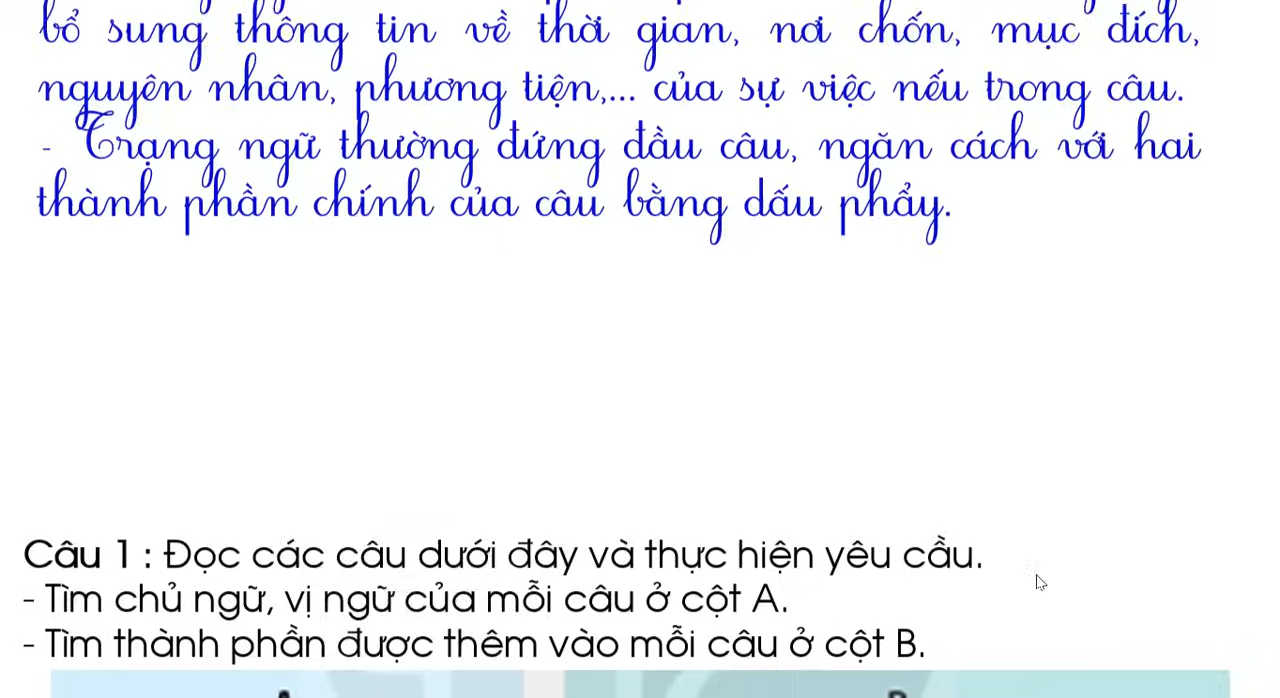 bổ sung thông tin về thời gian, nơi chốn, mục đích,
nguyên nhân, phương tiện,... của sự việc nếu trong câu.
- Trạng ngữ thường đứng đầu câu, ngăn cách với hai
thành phần chính của câu bằng dấu phẩy.
Câu 1 : Đọc các câu dưới đây và thực hiện yêu cầu.
- Tìm chủ ngữ, vị ngữ của mỗi câu ở cột A.
- Tìm thành phần được thêm vào mỗi câu ở cột B.